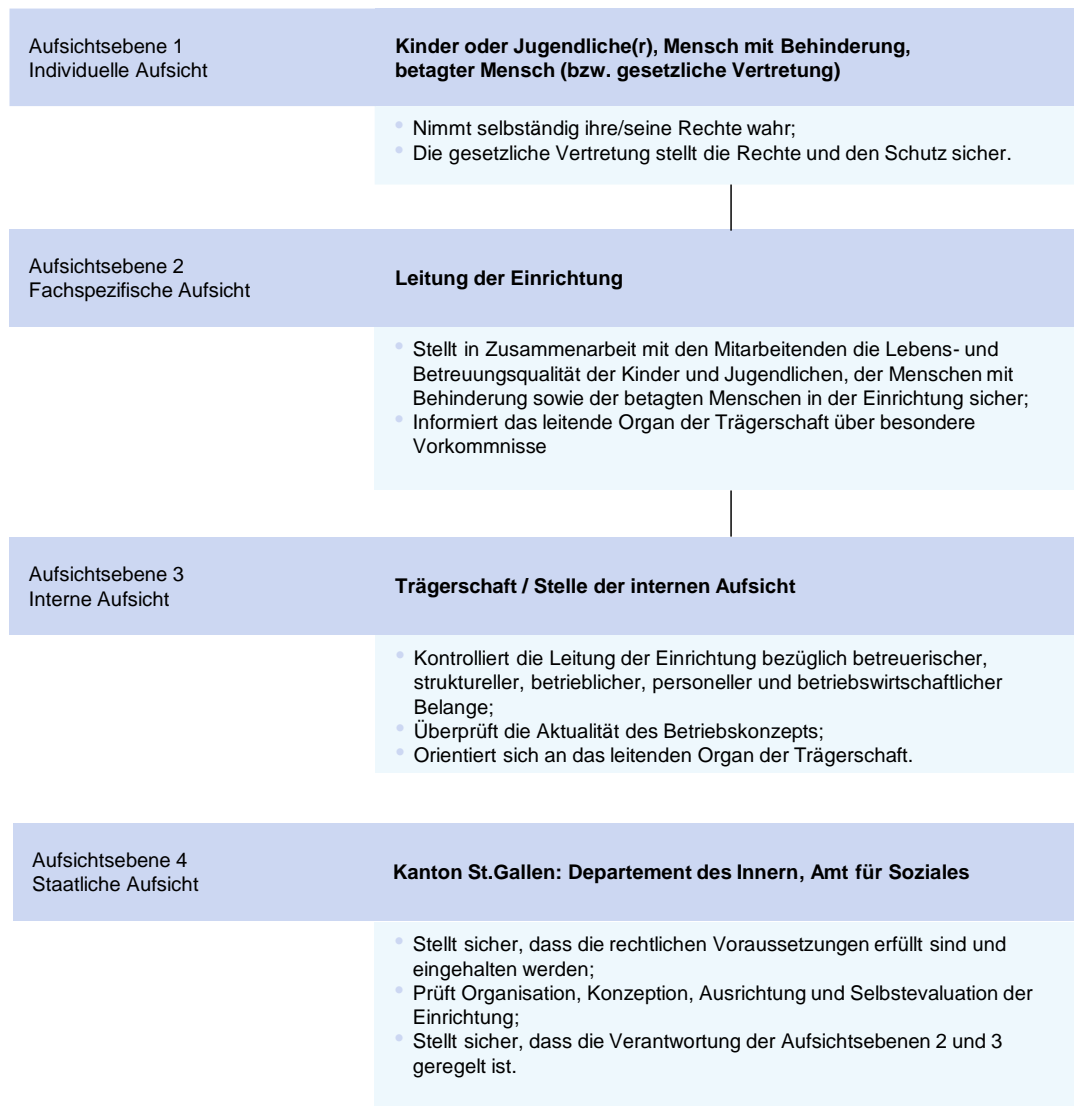 Aufsichtsebene 1
Individuelle Aufsicht
Kinder oder Jugendliche(r), Mensch mit Behinderung,
betagter Mensch (bzw. gesetzliche Vertretung)
• Nimmt selbständig ihre/seine Rechte wahr;
• Die gesetzliche Vertretung stellt die Rechte und den Schutz sicher.
Aufsichtsebene 2
Fachspezifische Aufsicht
Leitung der Einrichtung
• Stellt in Zusammenarbeit mit den Mitarbeitenden die Lebens- und
Betreuungsqualität der Kinder und Jugendlichen, der Menschen mit
Behinderung sowie der betagten Menschen in der Einrichtung sicher;
• Informiert das leitende Organ der Trägerschaft über besondere
Vorkommnisse
Aufsichtsebene 3
Interne Aufsicht
Trägerschaft / Stelle der internen Aufsicht
• Kontrolliert die Leitung der Einrichtung bezüglich betreuerischer,
struktureller, betrieblicher, personeller und betriebswirtschaftlicher
Belange;
• Überprüft die Aktualität des Betriebskonzepts;
• Orientiert sich an das leitenden Organ der Trägerschaft.
Aufsichtsebene 4
Staatliche Aufsicht
Kanton St.Gallen: Departement des Innern, Amt für Soziales
• Stellt sicher, dass die rechtlichen Voraussetzungen erfüllt sind und
eingehalten werden;
• Prüft Organisation, Konzeption, Ausrichtung und Selbstevaluation der
Einrichtung;
• Stellt sicher, dass die Verantwortung der Aufsichtsebenen 2 und 3
geregelt ist.